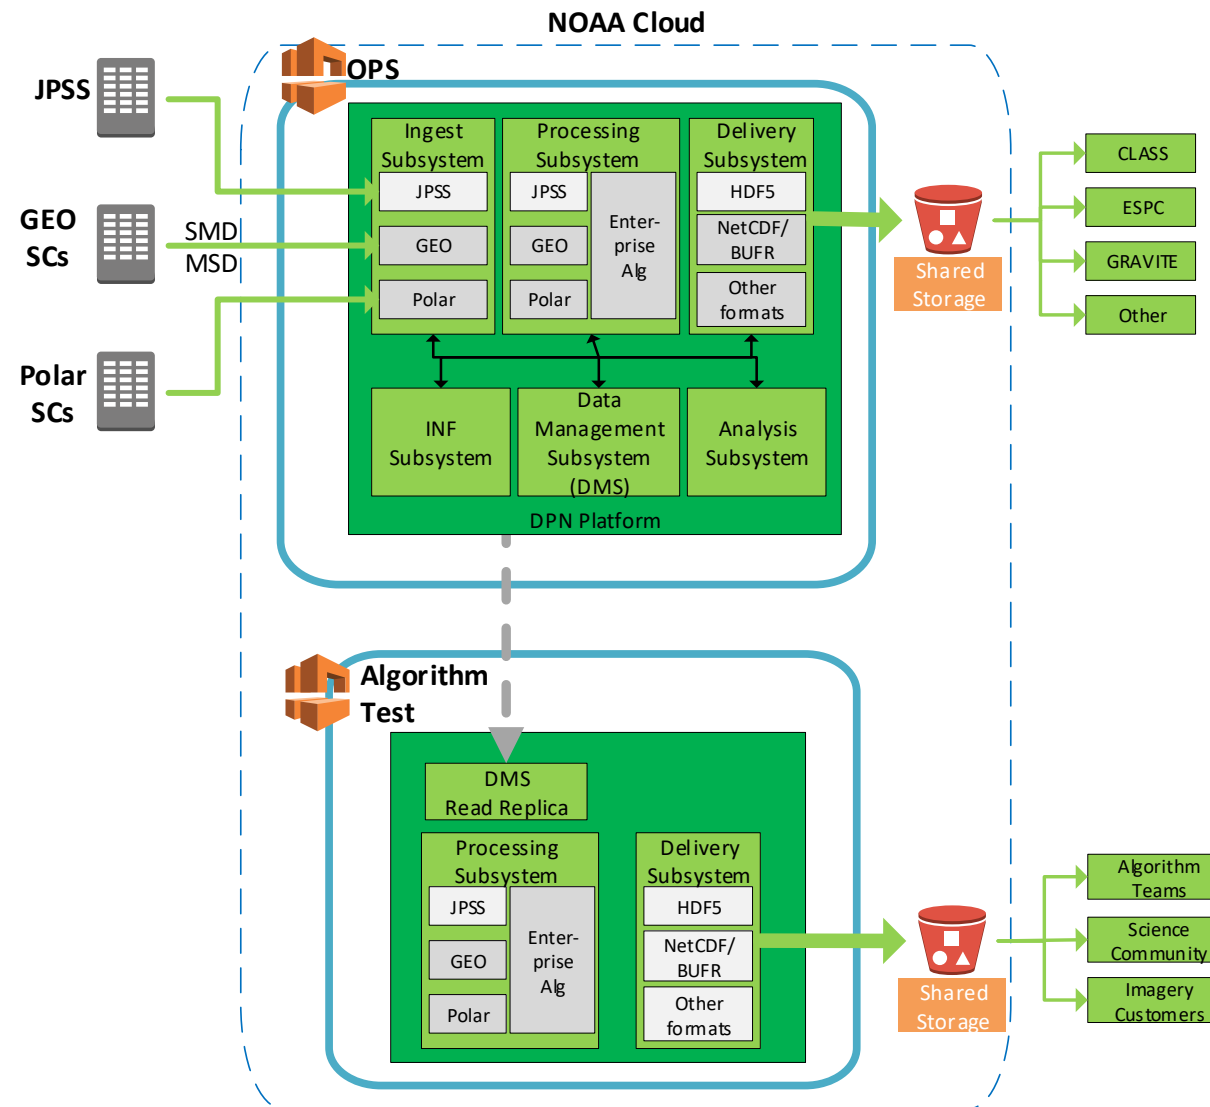 NOAA Cloud
OPS
JPSS
GEO
SCs
SMD
MSD
Polar
SCs
Ingest
Subsystem
JPSS
GEO
Polar
Processing
Subsystem
JPSS
GEO
Polar
Enter-
prise
Alg
Delivery
Subsystem
HDF5
NetCDF/
BUFR
Other
formats
INF
Subsystem
Data
Management
Subsystem
(DMS)
Analysis
Subsystem
DPN Platform
Shared
Storage
CLASS
ESPC
GRAVITE
Other
Algorithm
Test
DMS
Read Replica
Processing
Subsystem
JPSS
GEO
Polar
Enter-
prise
Alg
Delivery
Subsystem
HDF5
NetCDF/
BUFR
Other
formats
Shared
Storage
Algorithm
Teams
Science
Community
Imagery
Customers